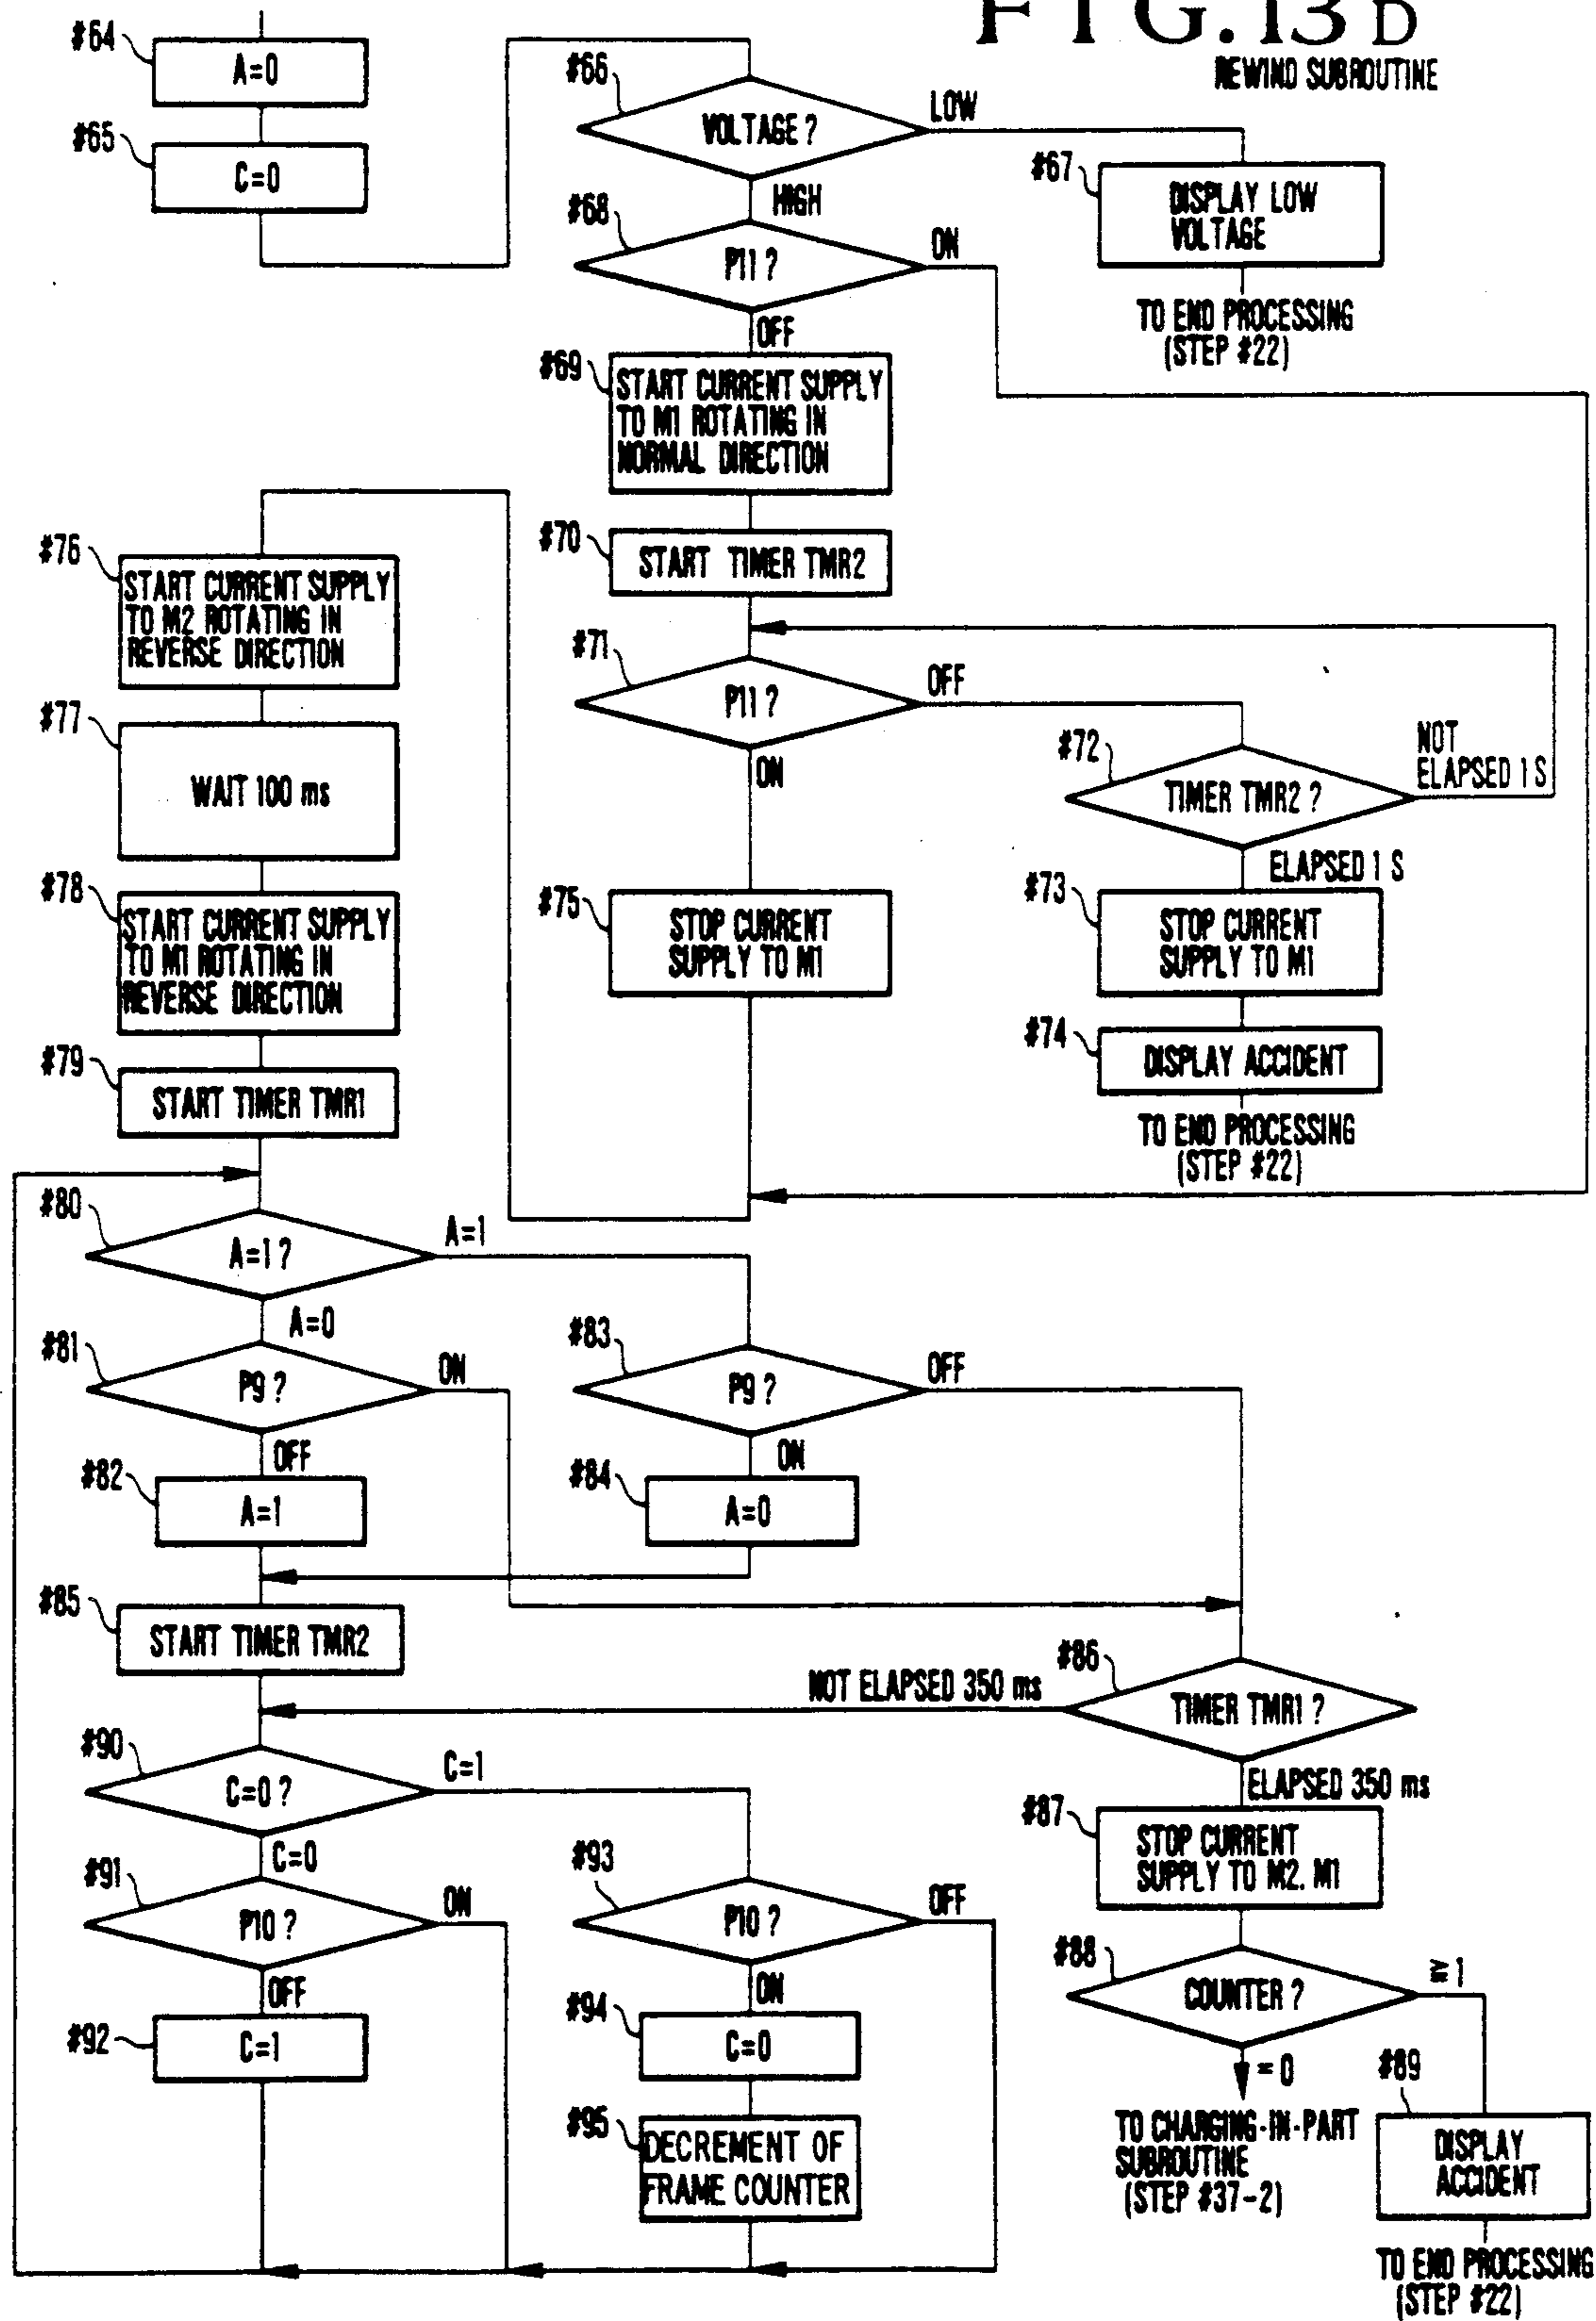 FIG. 13D
REWIND SUBROUTINE
#64
A=0
#65
C=0
#66
VOLTAGE ?
LOW
HIGH
#67
DISPLAY LOW
VOLTAGE
TO END PROCESSING
(STEP #22)
#68
P11 ?
ON
OFF
#69
START CURRENT SUPPLY
TO M1 ROTATING IN
NORMAL DIRECTION
#70
START TIMER TMR2
#71
P11 ?
OFF
ON
#72
TIMER TMR2 ?
NOT
ELAPSED 1 S
ELAPSED 1 S
#73
STOP CURRENT
SUPPLY TO M1
#74
DISPLAY ACCIDENT
TO END PROCESSING
(STEP #22)
#75
STOP CURRENT
SUPPLY TO M1
#76
START CURRENT SUPPLY
TO M2 ROTATING IN
REVERSE DIRECTION
#77
WAIT 100 ms
#78
START CURRENT SUPPLY
TO M1 ROTATING IN
REVERSE DIRECTION
#79
START TIMER TMR1
#80
A=1 ?
A=1
A=0
#81
P9 ?
ON
OFF
#82
A=1
#83
P9 ?
OFF
ON
#84
A=0
#85
START TIMER TMR2
#86
TIMER TMR1 ?
NOT ELAPSED 350 ms
ELAPSED 350 ms
#87
STOP CURRENT
SUPPLY TO M2. M1
#88
COUNTER ?
≧ 1
= 0
TO CHARGING-IN-PART
SUBROUTINE
(STEP #37-2)
#89
DISPLAY
ACCIDENT
TO END PROCESSING
(STEP #22)
#90
C=0 ?
C=1
C=0
#91
P10 ?
ON
OFF
#92
C=1
#93
P10 ?
OFF
ON
#94
C=0
#95
DECREMENT OF
FRAME COUNTER